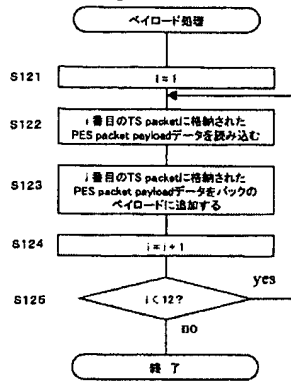 ペイロード処理
S121
i = 1
S122
i 番目のTS packetに格納された
PES packet payloadデータを読み込む
S123
i 番目のTS packetに格納された
PES packet payloadデータをパックの
ペイロードに追加する
S124
i = i + 1
S125
i < 12?
yes
no
終 了